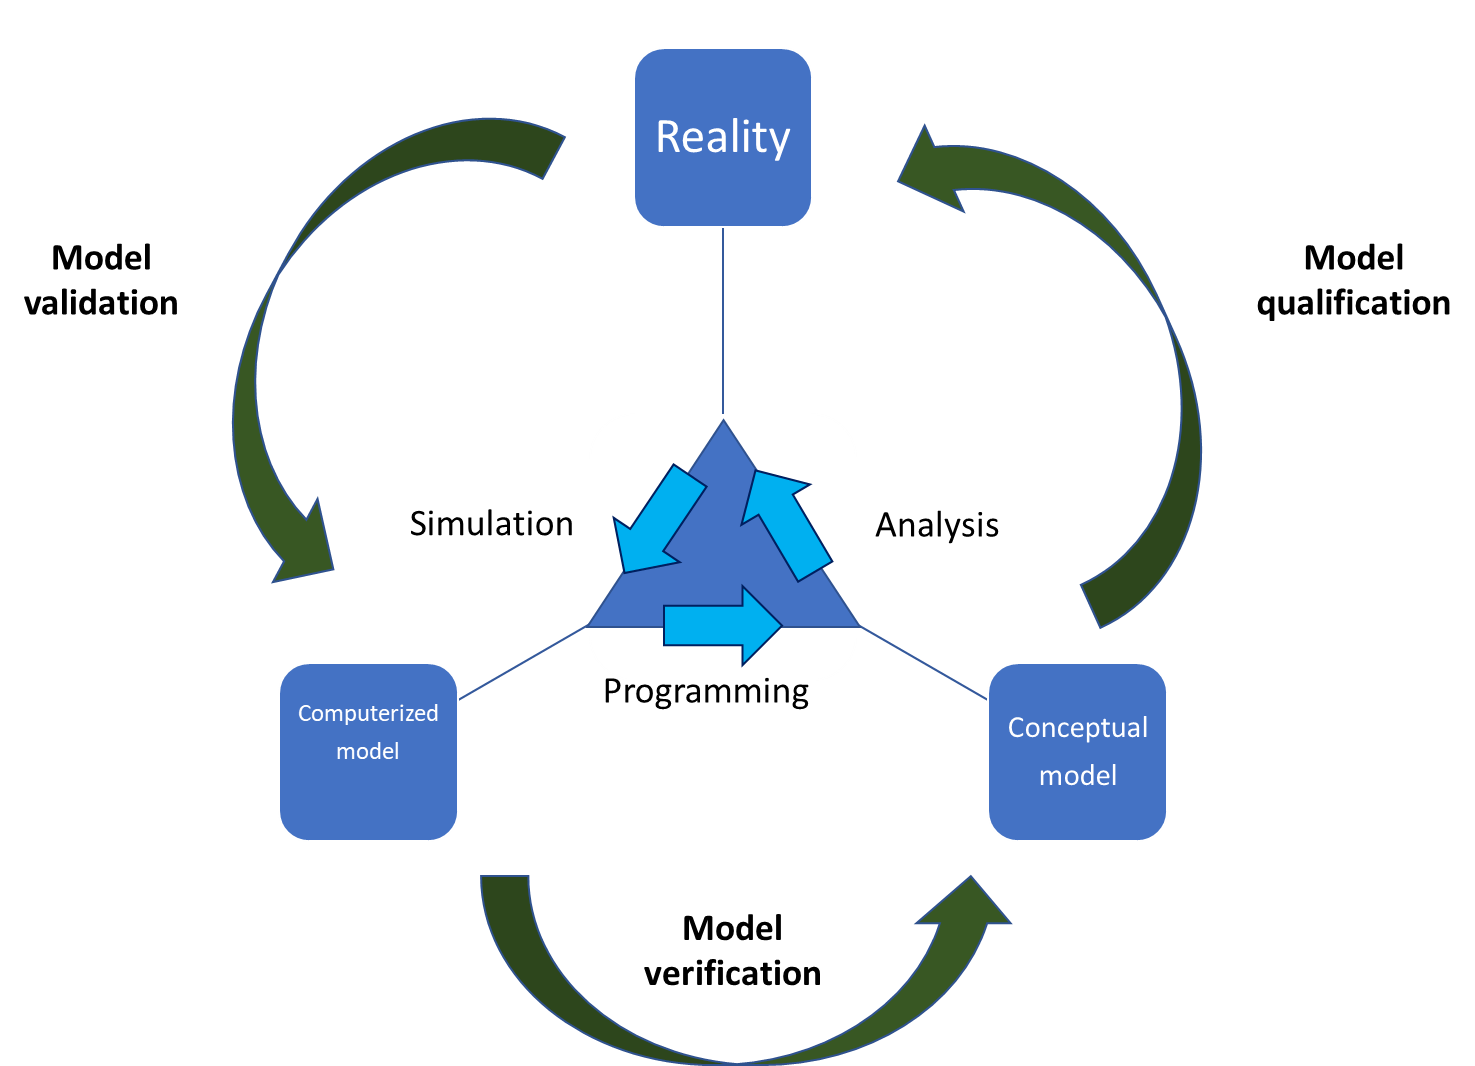 Reality
Model
validation
Model
qualification
Simulation
Analysis
Programming
Computerized
model
Conceptual
model
Model
verification